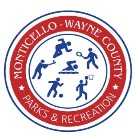 MONTICELLO - WAYNE COUNTY
PARKS & RECREATION